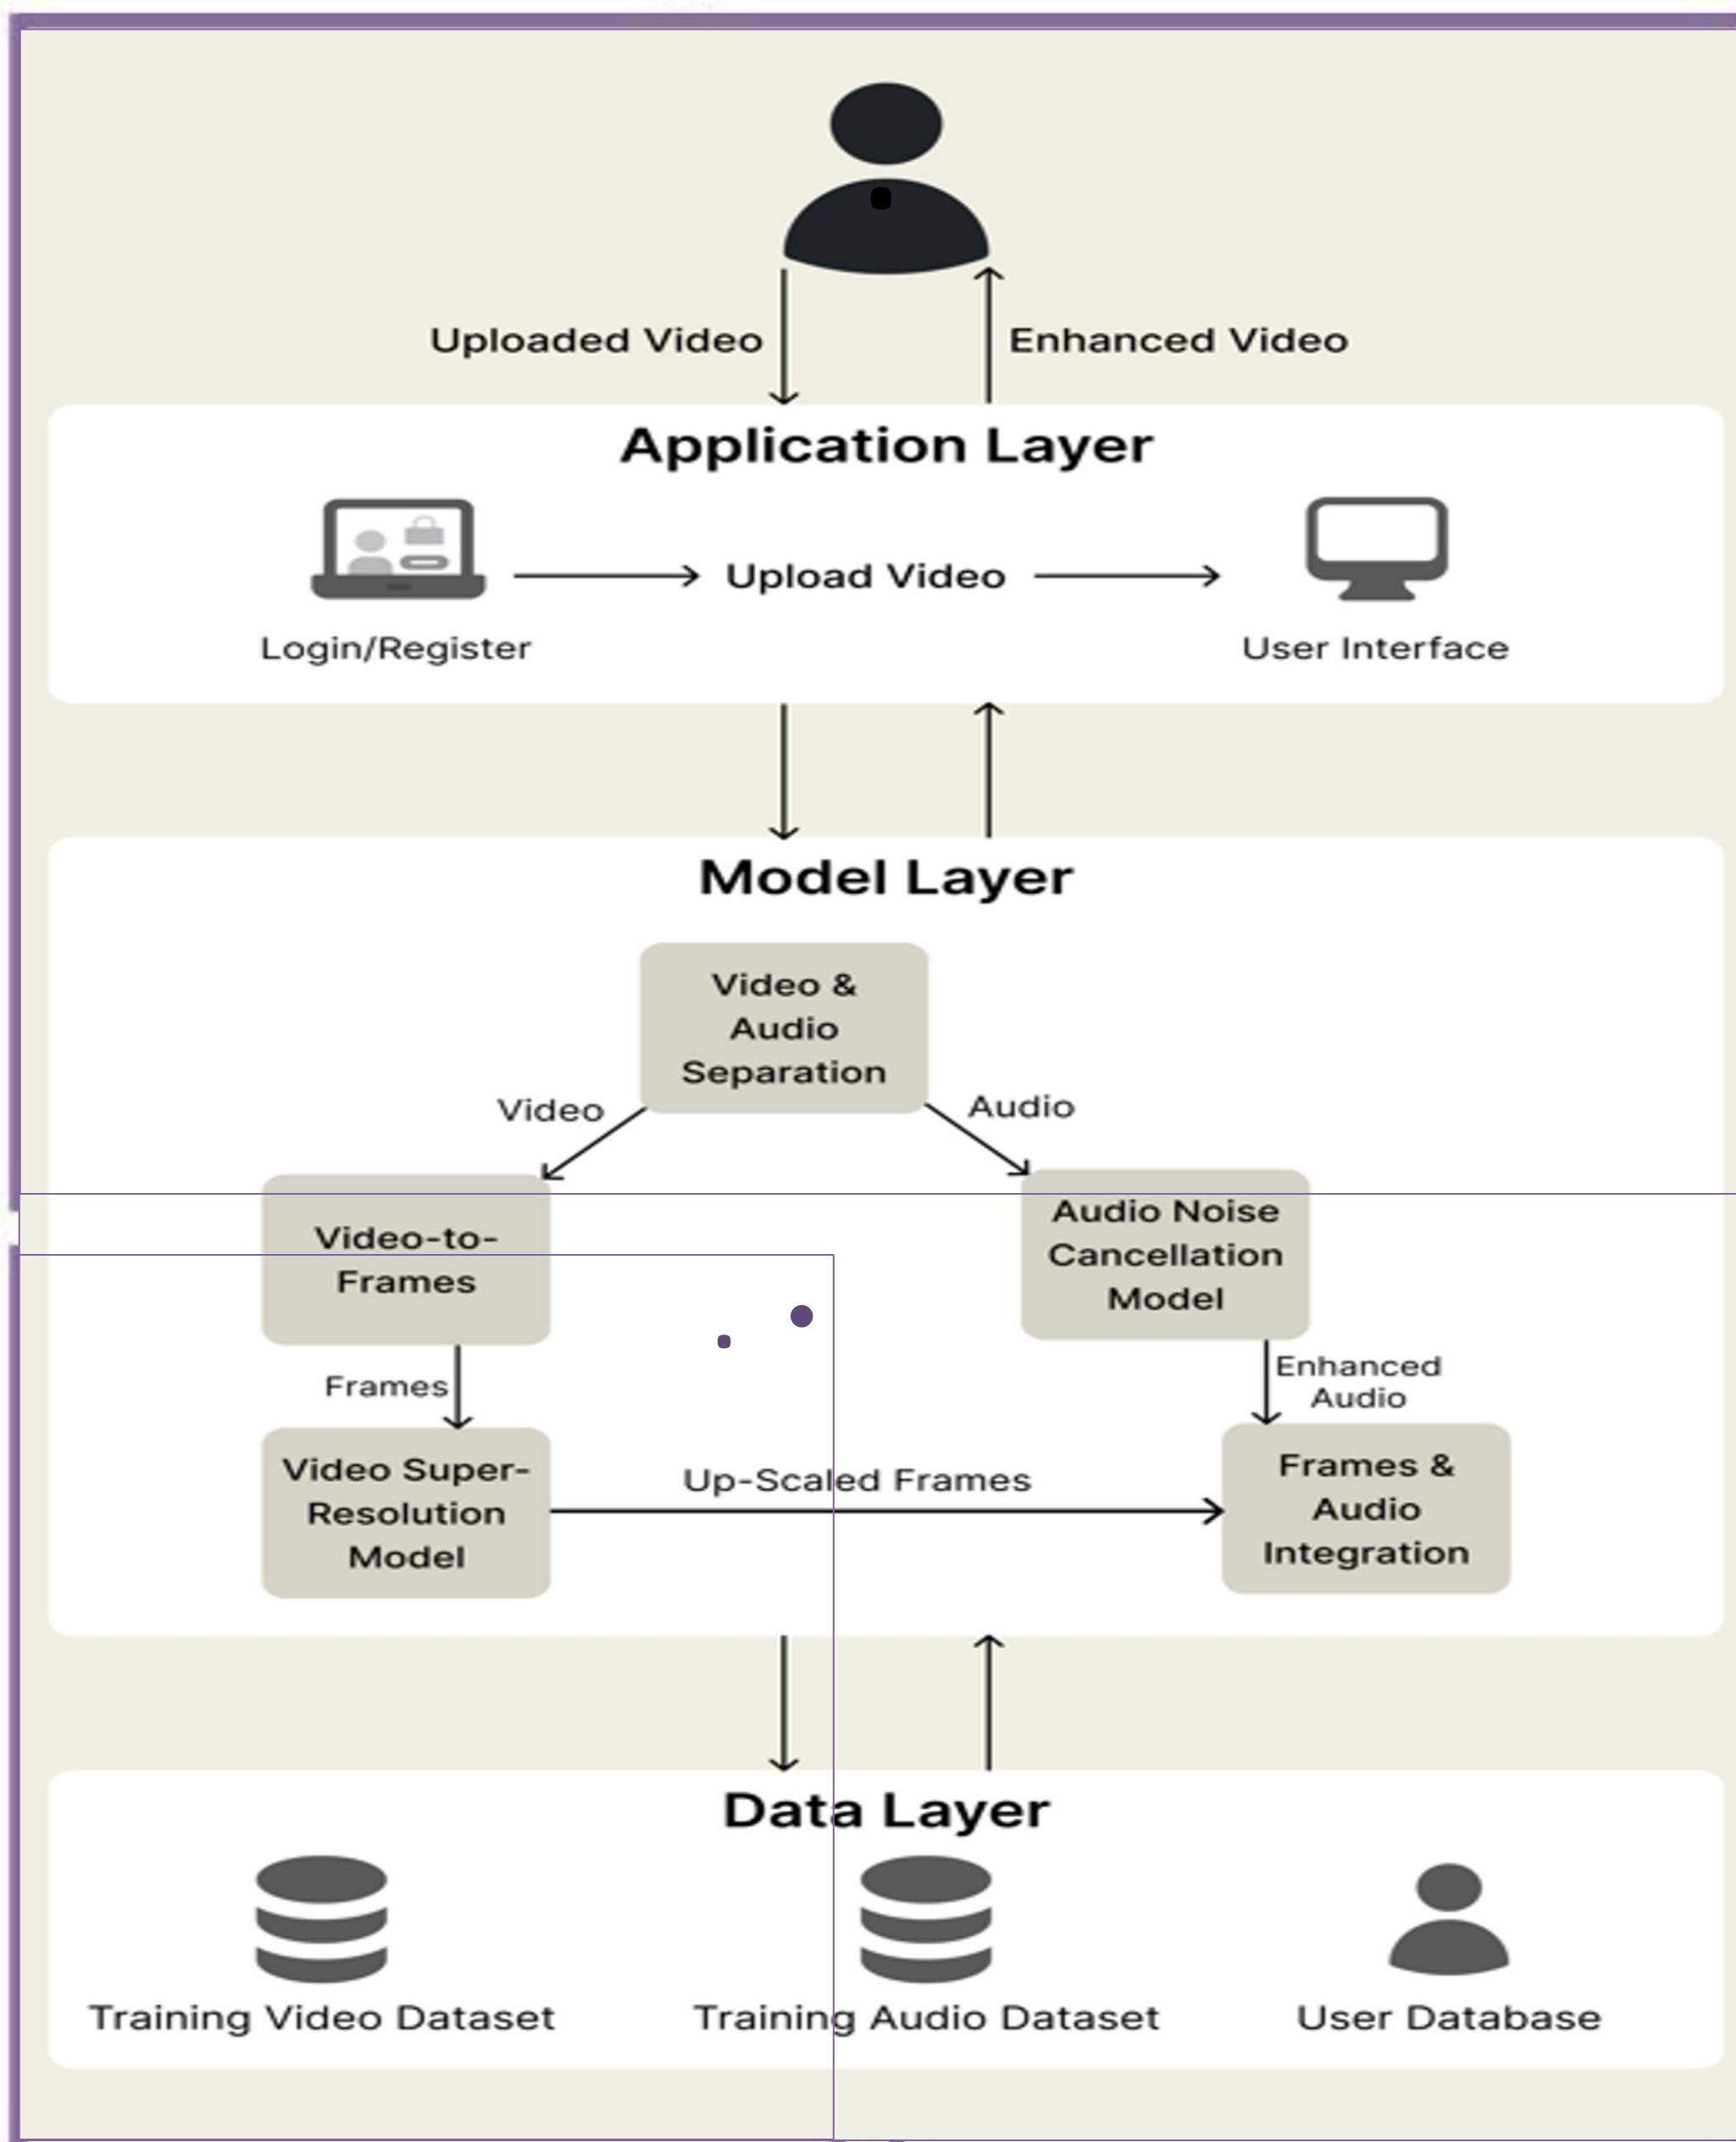 Uploaded Video
Enhanced Video
Application Layer
Upload Video
Login/Register
User Interface
Model Layer
Video &
Audio
Separation
Video
Audio
Video-to-
Frames
Audio Noise
Cancellation
Model
Frames
Enhanced
Audio
Video Super-
Resolution
Model
Up-Scaled Frames
Frames &
Audio
Integration
Data Layer
Training Video Dataset
Training Audio Dataset
User Database